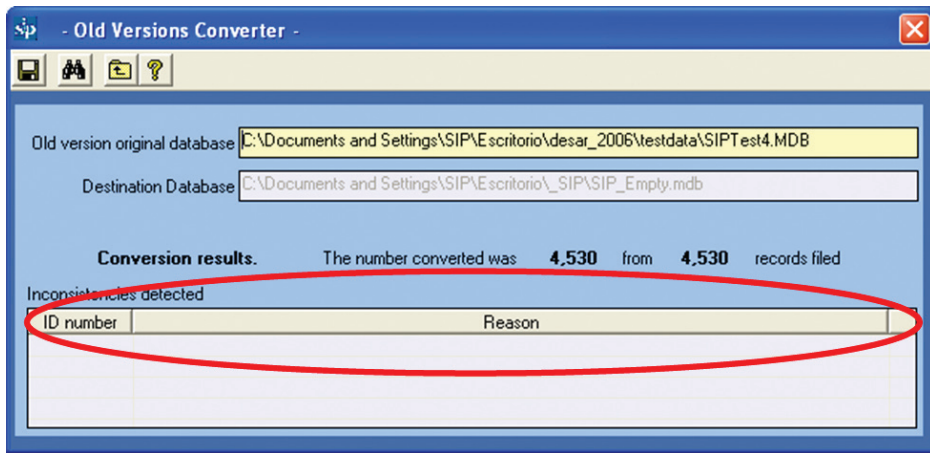 sip - Old Versions Converter -
Old version original database C:\Documents and Settings\SIP\Escritorio\desar_2006\testdata\SIPTest4.MDB
Destination Database C:\Documents and Settings\SIP\Escritorio\_SIP\SIP_Empty.mdb
Conversion results. The number converted was 4,530 from 4,530 records filed
Inconsistencies detected
ID number Reason